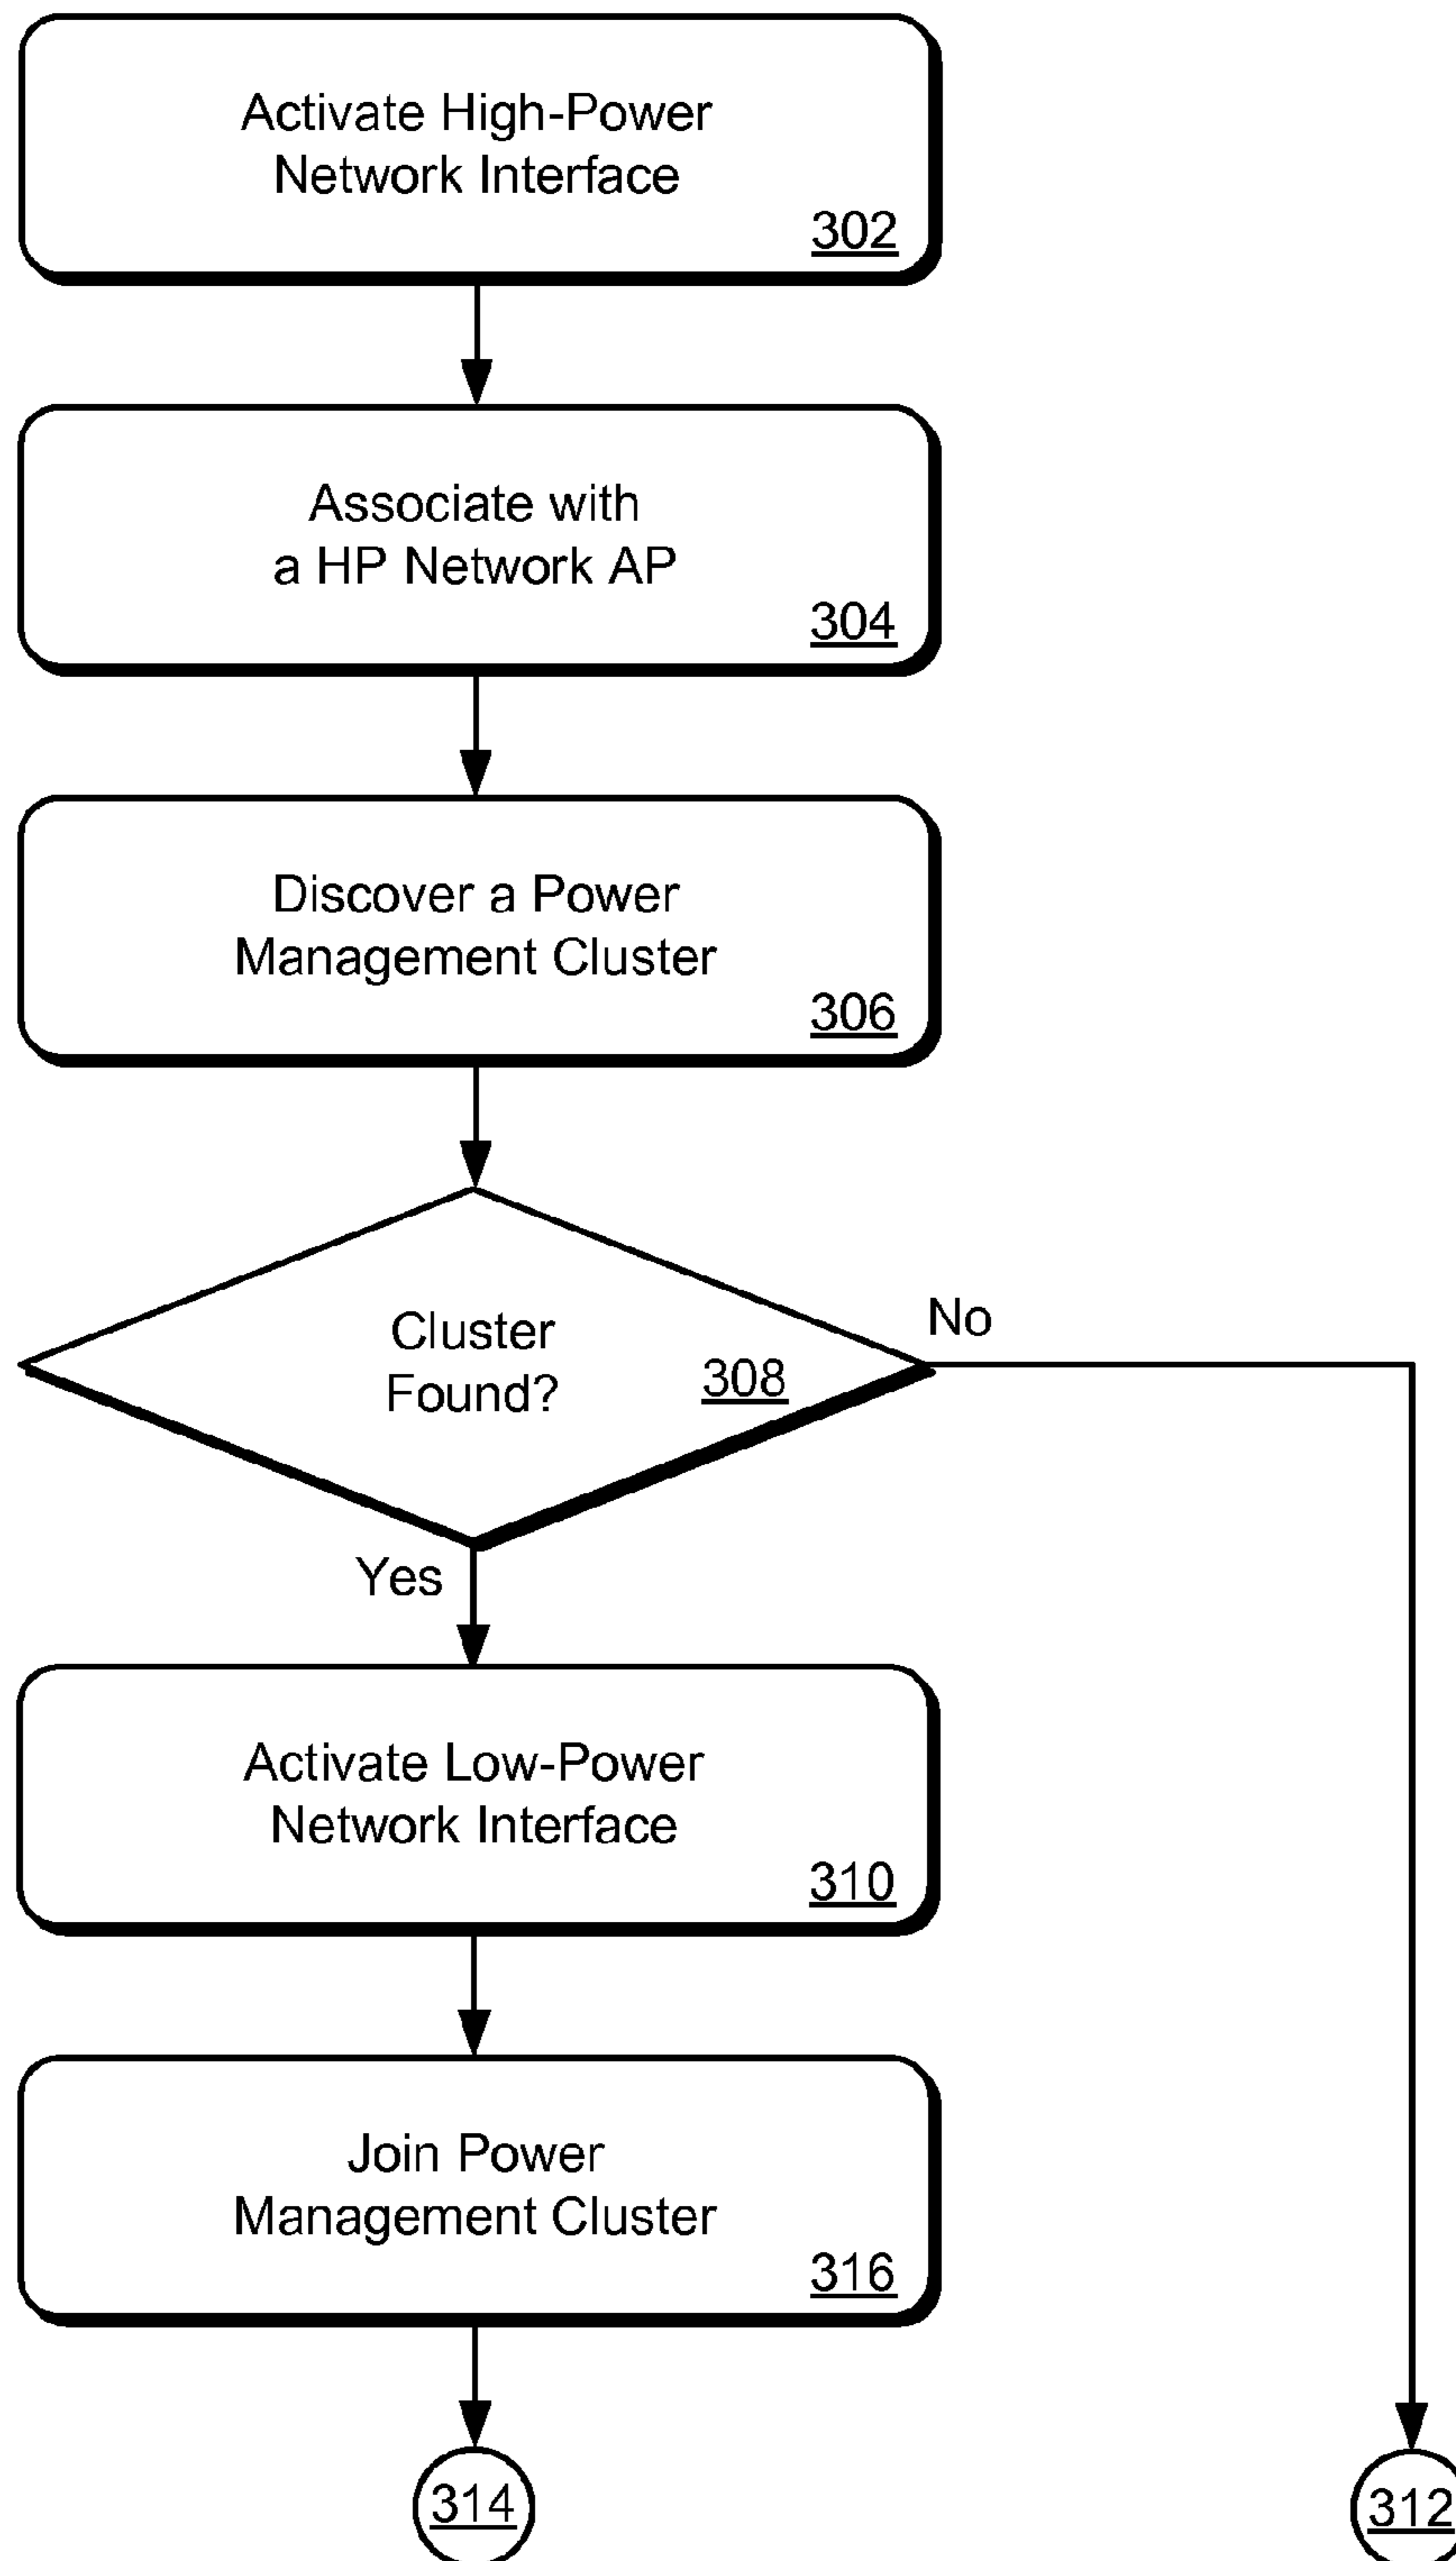 Activate High-Power
Network Interface
302
Associate with
a HP Network AP
304
Discover a Power
Management Cluster
306
Cluster
Found?
308
No
Yes
Activate Low-Power
Network Interface
310
Join Power
Management Cluster
316
314
312